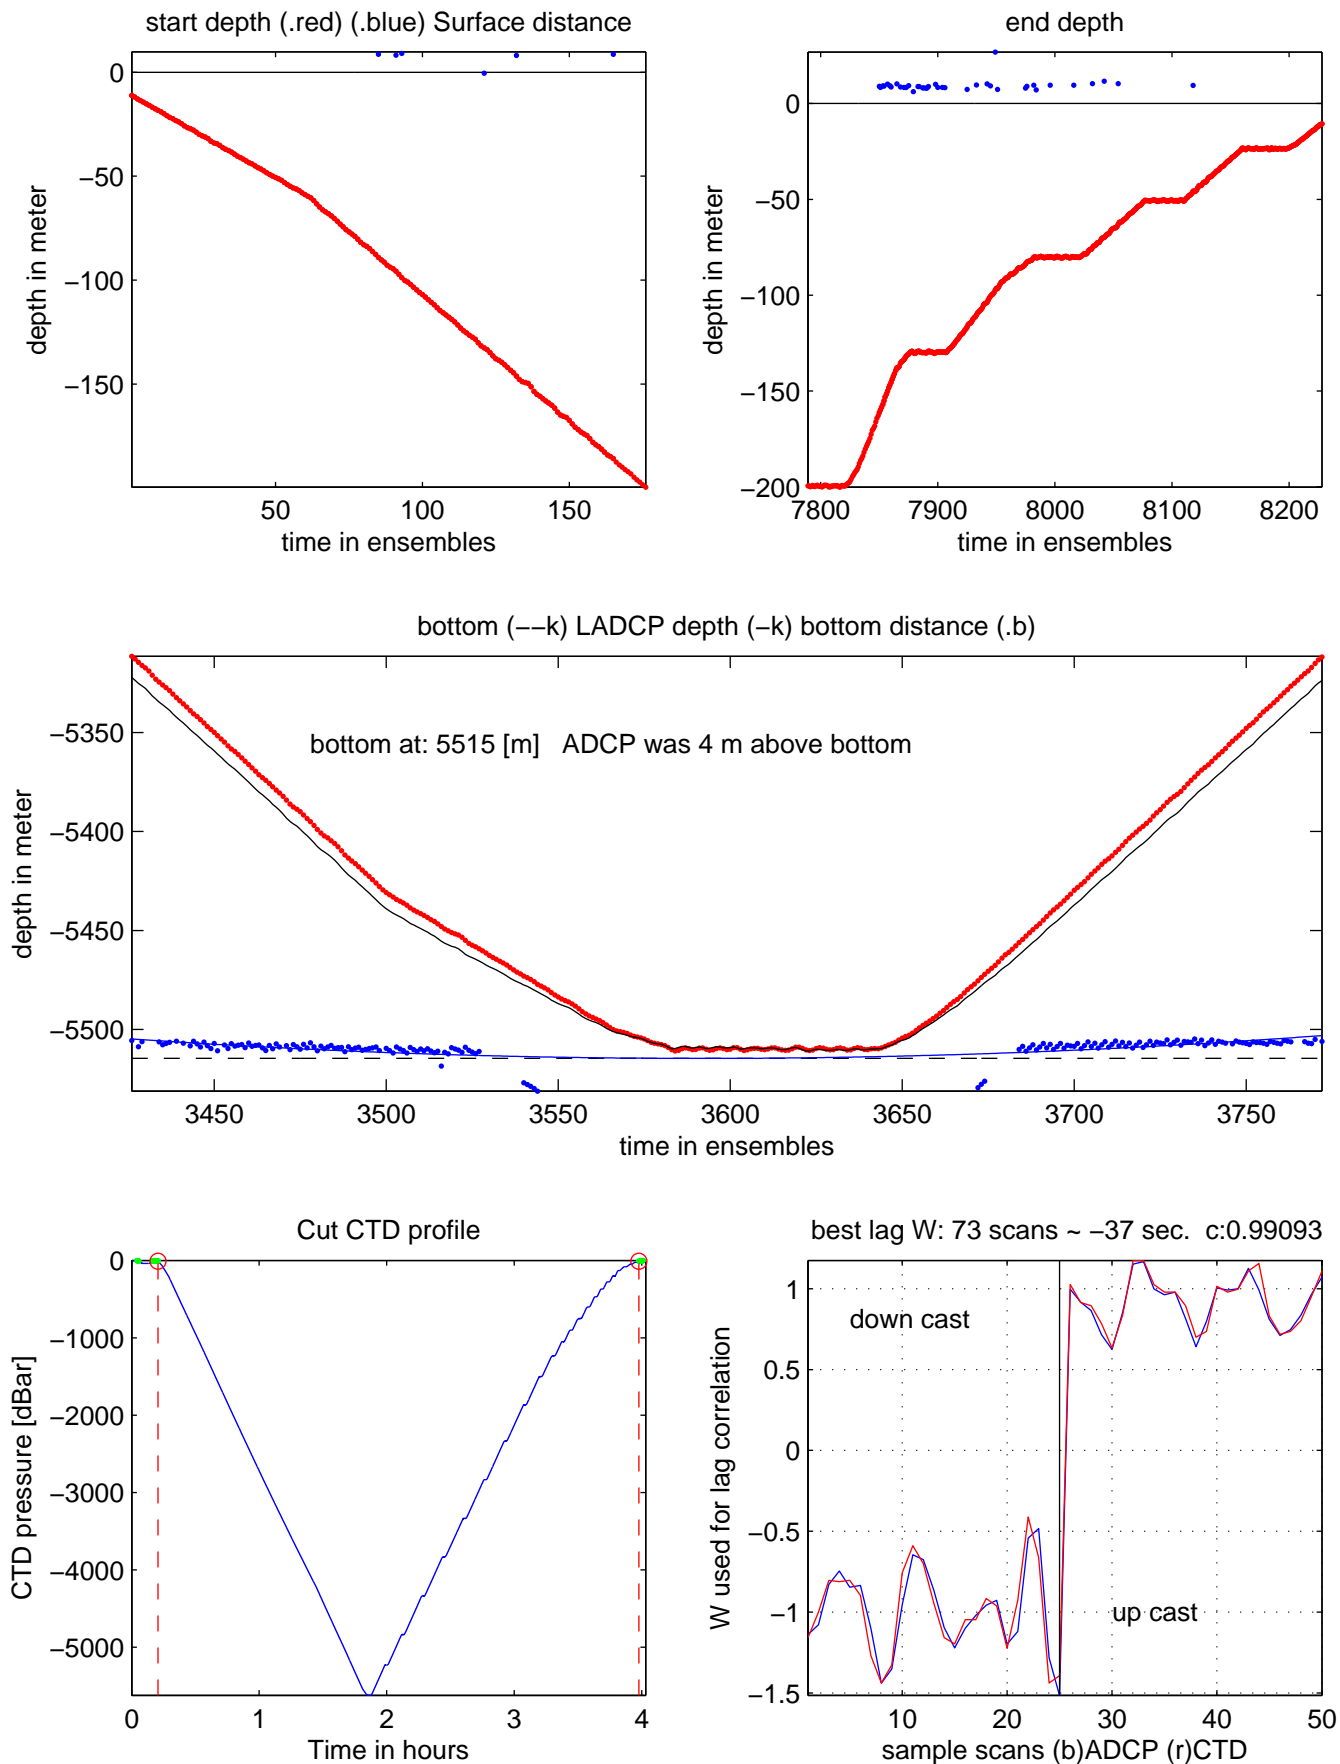 start depth (.red) (.blue) Surface distance
0
−50
−100
−150
depth in meter
50 100 150
time in ensembles
end depth
0
−50
−100
−150
−200
depth in meter
7800 7900 8000 8100 8200
time in ensembles
bottom (−−k) LADCP depth (−k) bottom distance (.b)
bottom at: 5515 [m] ADCP was 4 m above bottom
−5350
−5400
−5450
−5500
depth in meter
3450 3500 3550 3600 3650 3700 3750
time in ensembles
Cut CTD profile
0
−1000
−2000
−3000
−4000
−5000
CTD pressure [dBar]
0 1 2 3 4
Time in hours
best lag W: 73 scans ~ −37 sec. c:0.99093
down cast
up cast
1
0.5
0
−0.5
−1
−1.5
W used for lag correlation
10 20 30 40 50
sample scans (b)ADCP (r)CTD